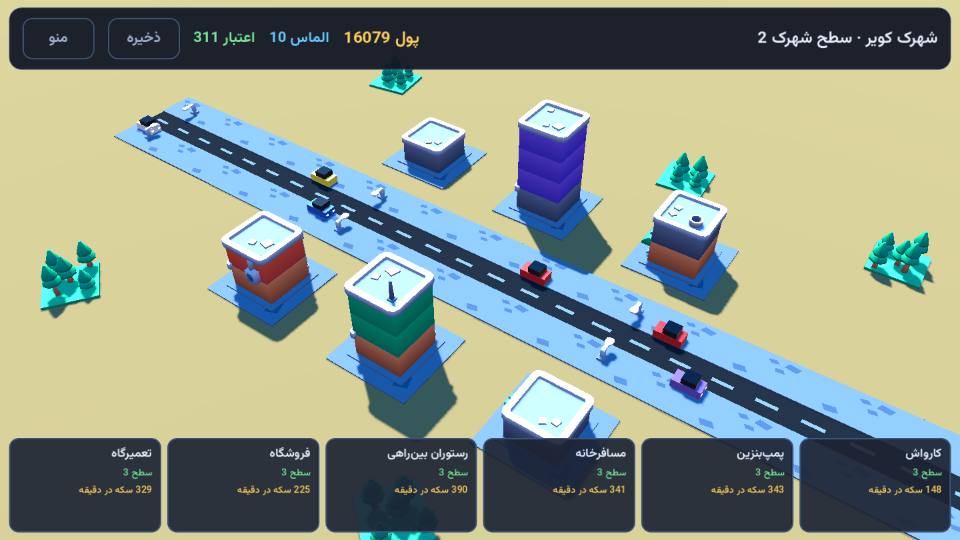 شهرک کویر · سطح شهرک 2
پول 16079
الماس 10
اعتبار 311
ذخیره
منو
کارواش
سطح 3
148 سکه در دقیقه
پمپ‌بنزین
سطح 3
343 سکه در دقیقه
مسافرخانه
سطح 3
341 سکه در دقیقه
رستوران بین‌راهی
سطح 3
390 سکه در دقیقه
فروشگاه
سطح 3
225 سکه در دقیقه
تعمیرگاه
سطح 3
329 سکه در دقیقه